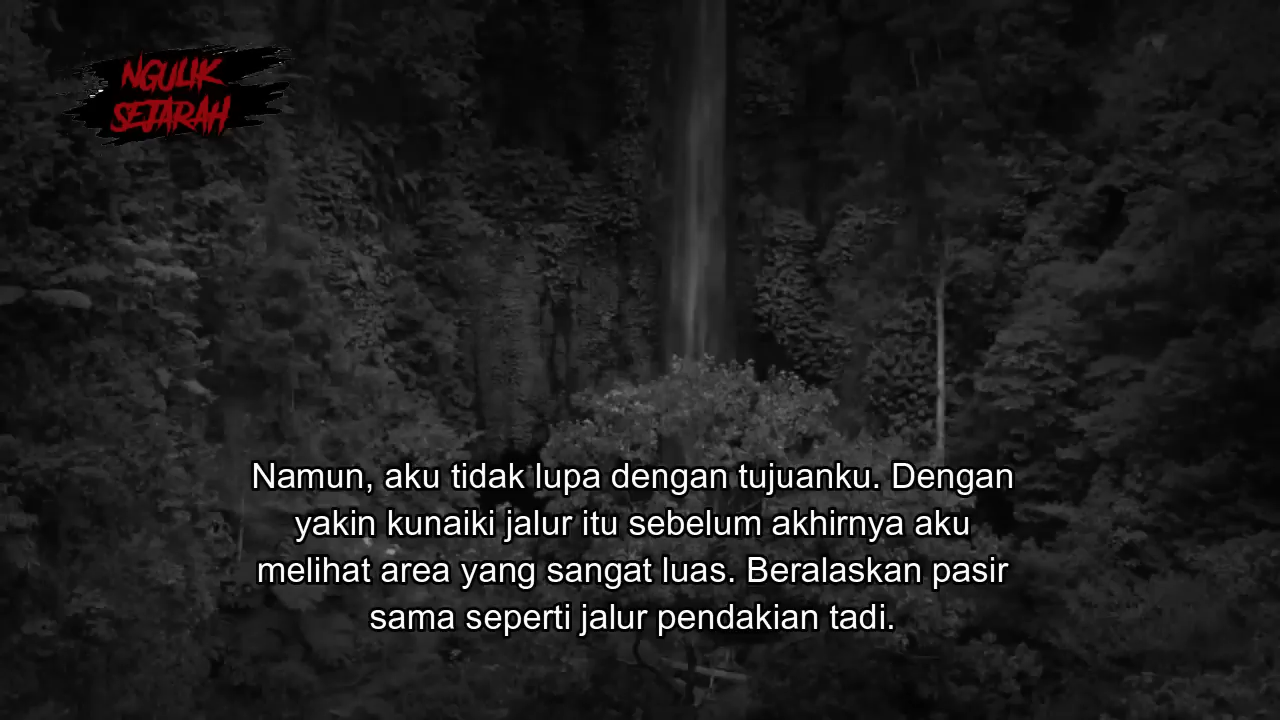 NGULIK
SEJARAH
Namun, aku tidak lupa dengan tujuanku. Dengan
yakin kunaiki jalur itu sebelum akhirnya aku
melihat area yang sangat luas. Beralaskan pasir
sama seperti jalur pendakian tadi.